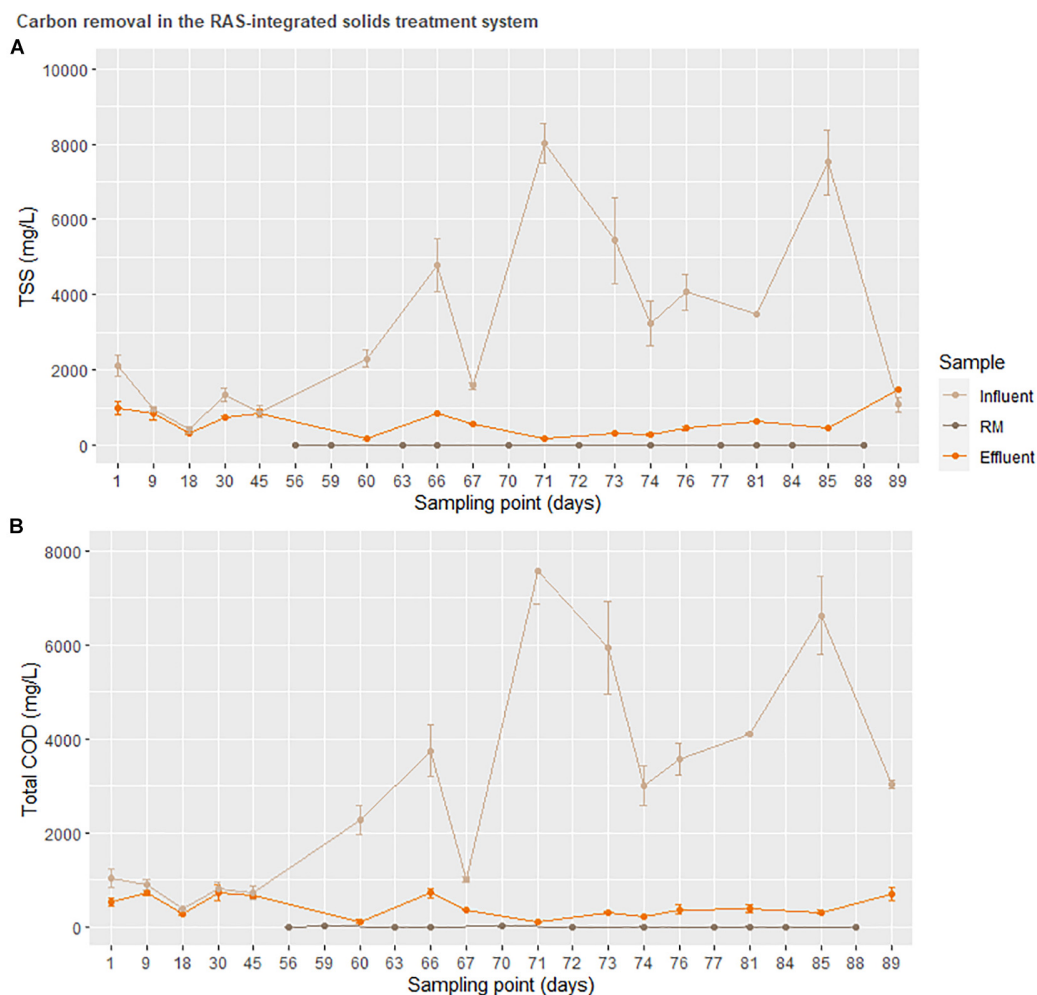 Carbon removal in the RAS-integrated solids treatment system
A
10000
8000
6000
4000
2000
0
TSS (mg/L)
1 9 18 30 45 56 59 60 63 66 67 70 71 72 73 74 76 77 81 84 85 88 89
Sampling point (days)
Sample
Influent
RM
Effluent
B
8000
6000
4000
2000
0
Total COD (mg/L)
1 9 18 30 45 56 59 60 63 66 67 70 71 72 73 74 76 77 81 84 85 88 89
Sampling point (days)